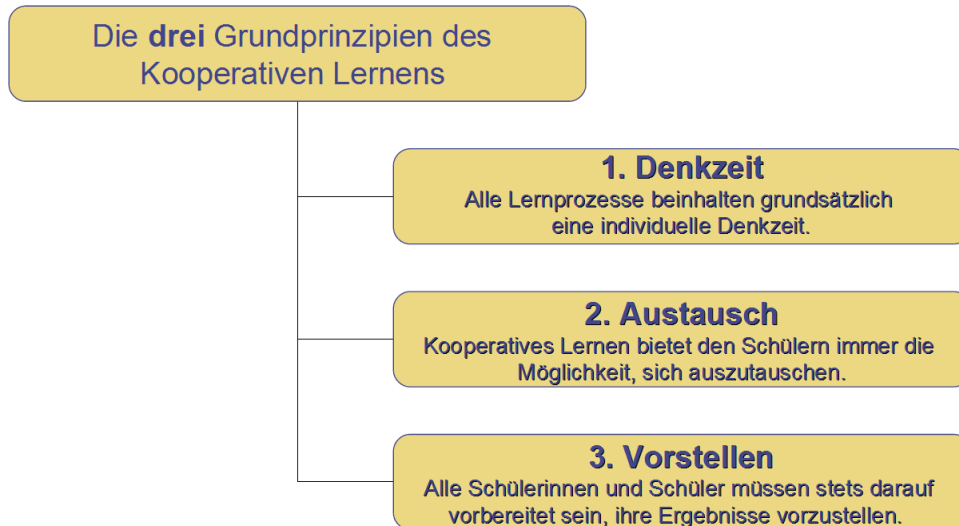 Die drei Grundprinzipien des
Kooperativen Lernens
1. Denkzeit
Alle Lernprozesse beinhalten grundsätzlich
eine individuelle Denkzeit.
2. Austausch
Kooperatives Lernen bietet den Schülern immer die
Möglichkeit, sich auszutauschen.
3. Vorstellen
Alle Schülerinnen und Schüler müssen stets darauf
vorbereitet sein, ihre Ergebnisse vorzustellen.